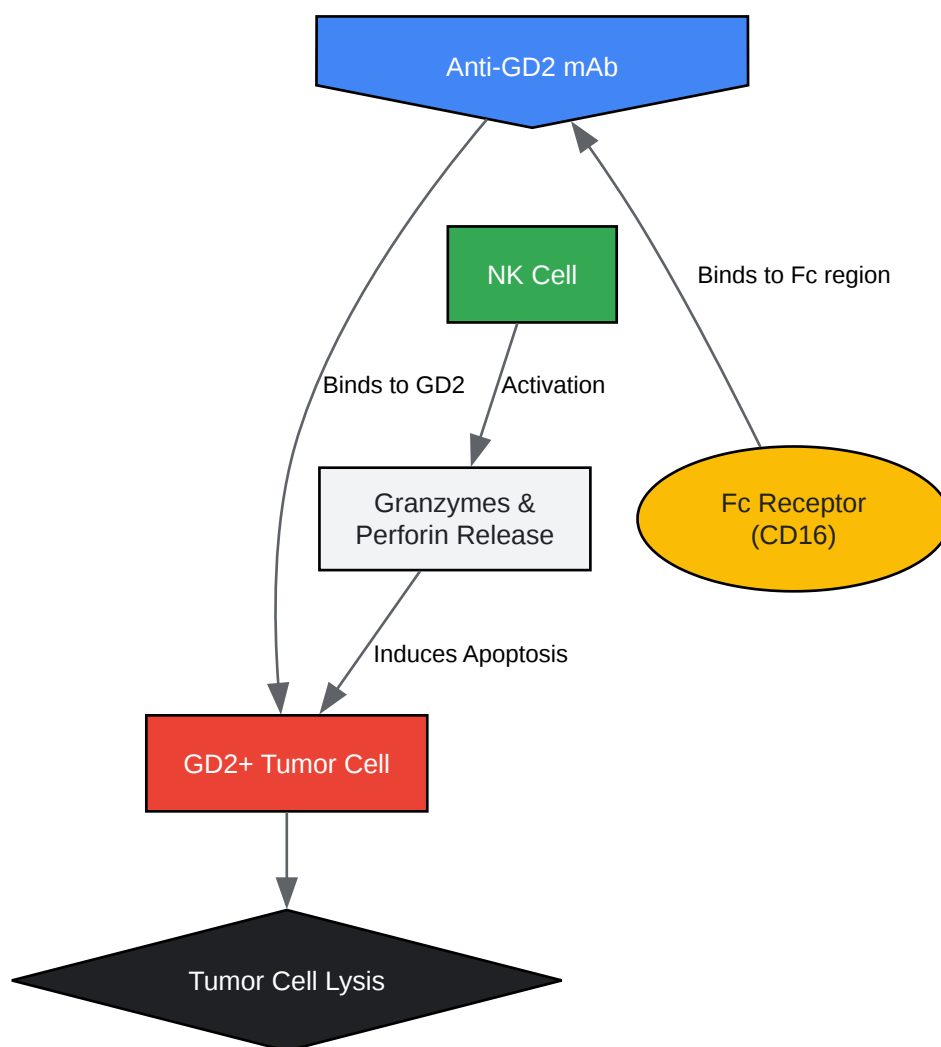 Anti-GD2 mAb
NK Cell
Binds to Fc region
Binds to GD2
Activation
Granzymes &
Perforin Release
Fc Receptor
(CD16)
Induces Apoptosis
GD2+ Tumor Cell
Tumor Cell Lysis